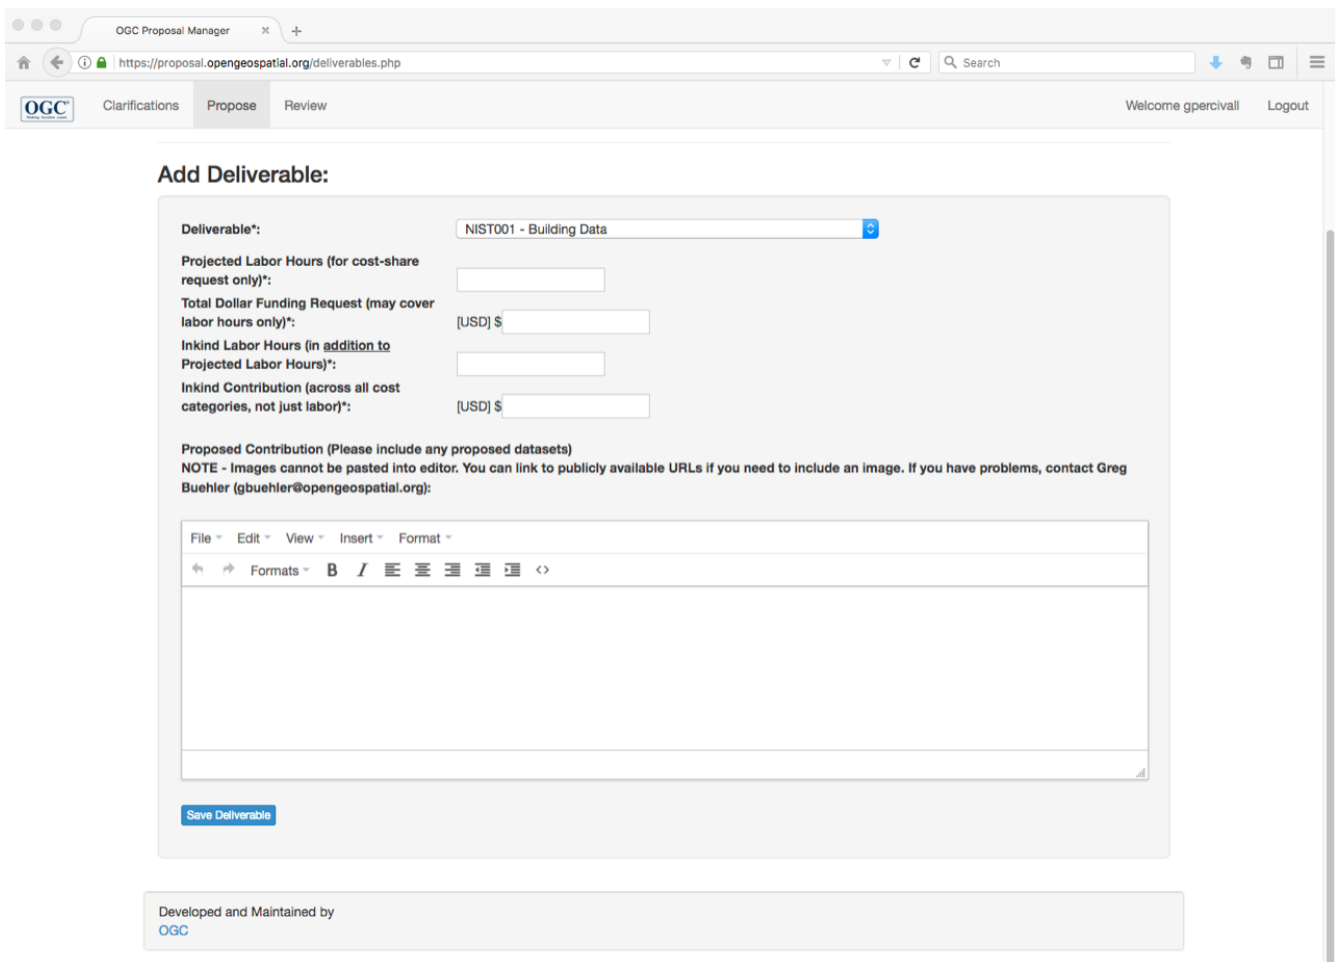 OGC Proposal Manager
https://proposal.opengeospatial.org/deliverables.php
Search
OGC
Clarifications
Propose
Review
Welcome gpercivall
Logout
Add Deliverable:
Deliverable*:
NIST001 - Building Data
Projected Labor Hours (for cost-share
request only)*:
Total Dollar Funding Request (may cover
labor hours only)*:
[USD] $
Inkind Labor Hours (in addition to
Projected Labor Hours)*:
Inkind Contribution (across all cost
categories, not just labor)*:
[USD] $
Proposed Contribution (Please include any proposed datasets)
NOTE - Images cannot be pasted into editor. You can link to publicly available URLs if you need to include an image. If you have problems, contact Greg
Buehler (gbuehler@opengeospatial.org):
File Edit View Insert Format
Formats B I
Save Deliverable
Developed and Maintained by
OGC